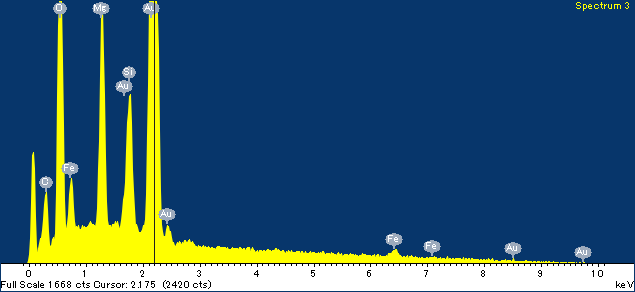 Spectrum 3
O Mg Au
Si
Au
Fe
O
Au
Fe Fe Au Au
0 1 2 3 4 5 6 7 8 9 10
Full Scale 1668 cts Cursor: 2.175 (2420 cts) keV